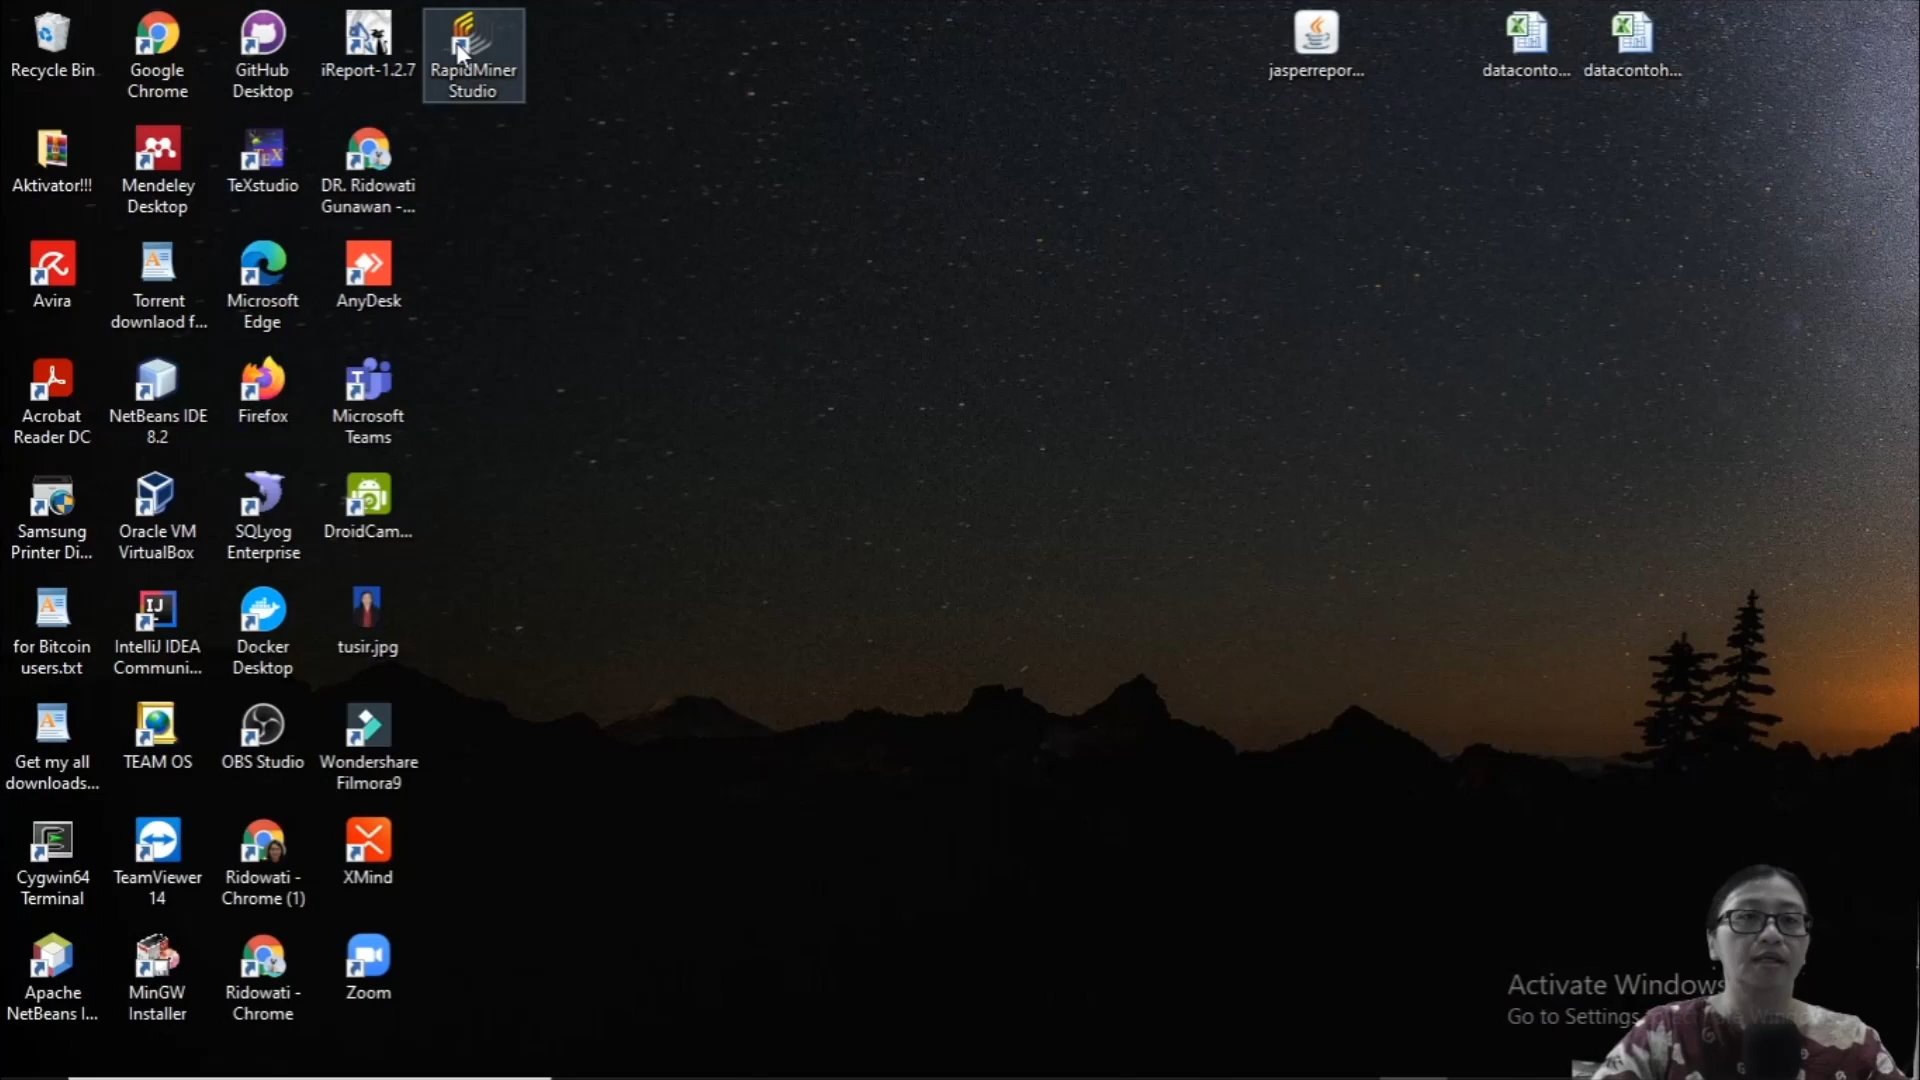 Recycle Bin
Google
Chrome
GitHub
Desktop
iReport-1.2.7
RapidMiner
Studio
jasperrepor...
dataconto...
datacontoh...
Aktivator!!!
Mendeley
Desktop
TeXstudio
DR. Ridowati
Gunawan -...
Avira
Torrent
downlaod f...
Microsoft
Edge
AnyDesk
Acrobat
Reader DC
NetBeans IDE
8.2
Firefox
Microsoft
Teams
Samsung
Printer Di...
Oracle VM
VirtualBox
SQLyog
Enterprise
DroidCam...
for Bitcoin
users.txt
IntelliJ IDEA
Communi...
Docker
Desktop
tusir.jpg
Get my all
downloads...
TEAM OS
OBS Studio
Wondershare
Filmora9
Cygwin64
Terminal
TeamViewer
14
Ridowati -
Chrome (1)
XMind
Apache
NetBeans I...
MinGW
Installer
Ridowati -
Chrome
Zoom
Activate Windows
Go to Settings